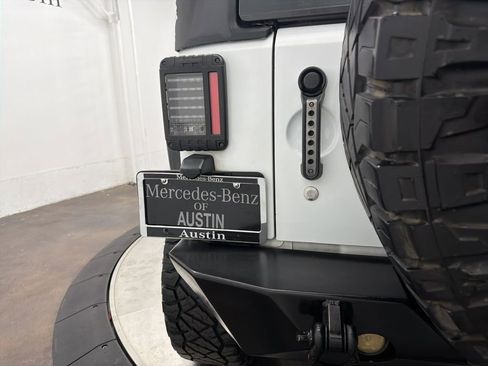 Mercedes-Benz
Mercedes-Benz
OF
AUSTIN
Austin